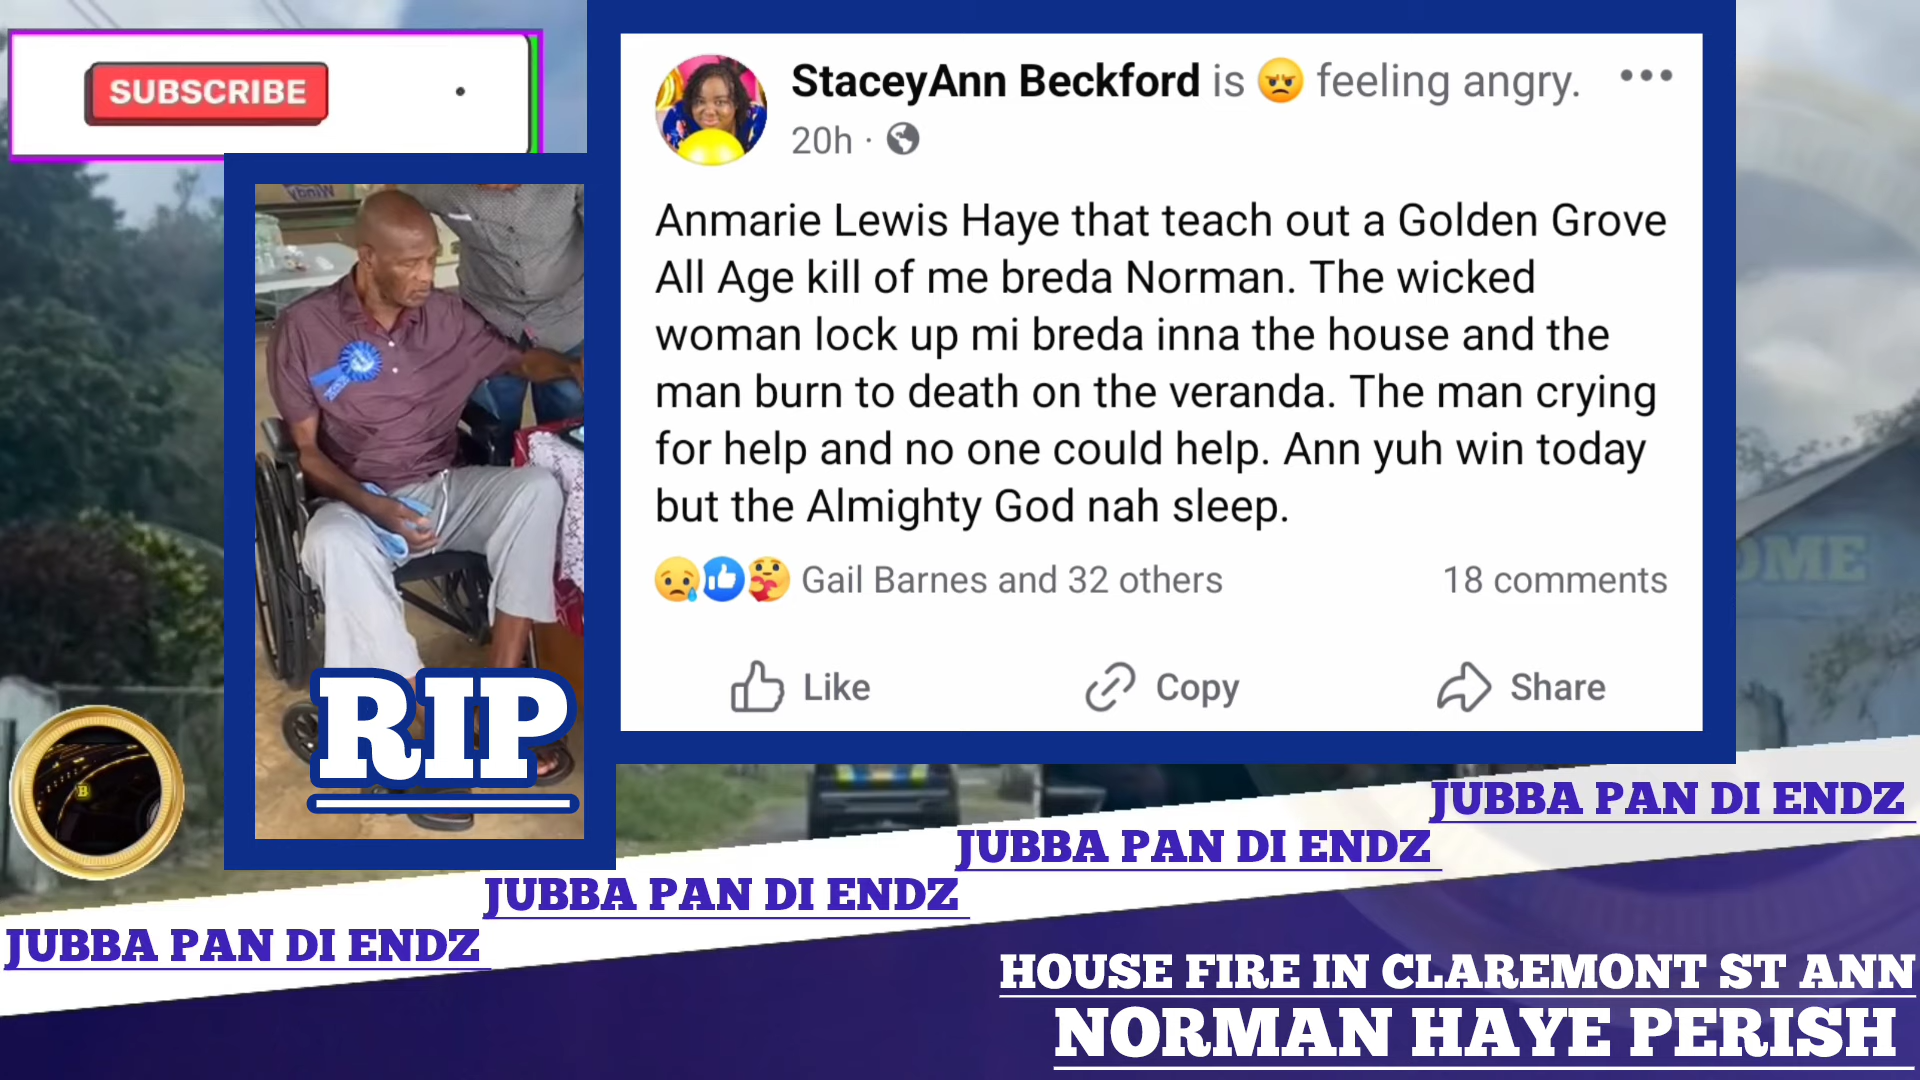 SUBSCRIBE
StaceyAnn Beckford is 😡 feeling angry.
20h ·
Anmarie Lewis Haye that teach out a Golden Grove
All Age kill of me breda Norman. The wicked
woman lock up mi breda inna the house and the
man burn to death on the veranda. The man crying
for help and no one could help. Ann yuh win today
but the Almighty God nah sleep.
Gail Barnes and 32 others 18 comments
Like Copy Share
RIP
B
OME
JUBBA PAN DI ENDZ
JUBBA PAN DI ENDZ
JUBBA PAN DI ENDZ
JUBBA PAN DI ENDZ
HOUSE FIRE IN CLAREMONT ST ANN
NORMAN HAYE PERISH